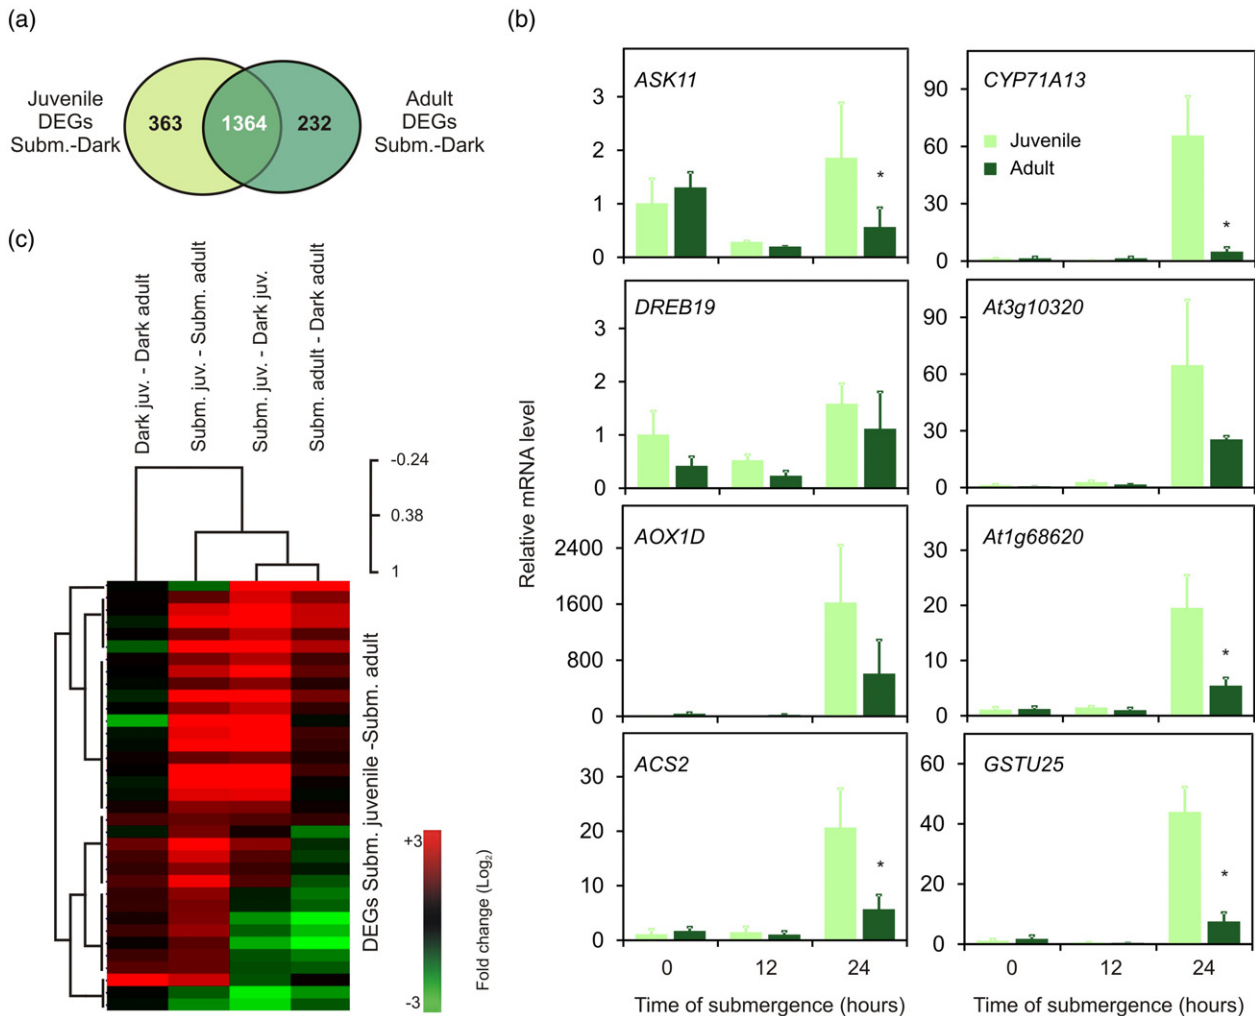 (a)
Juvenile
DEGs
Subm.-Dark
363
1364
232
Adult
DEGs
Subm.-Dark
(b)
Relative mRNA level
ASK11
3
2
1
0
CYP71A13
Juvenile
Adult
90
60
30
0
*
*
DREB19
3
2
1
0
At3g10320
90
60
30
0
AOX1D
2400
1600
800
0
At1g68620
30
20
10
0
*
ACS2
30
20
10
0
*
GSTU25
60
40
20
0
*
0
12
24
0
12
24
Time of submergence (hours)
Time of submergence (hours)
(c)
Dark juv. - Dark adult
Subm. juv. - Subm. adult
Subm. juv. - Dark juv.
Subm. adult - Dark adult
-0.24
0.38
1
DEGs Subm. juvenile -Subm. adult
+3
-3
Fold change (Log₂)